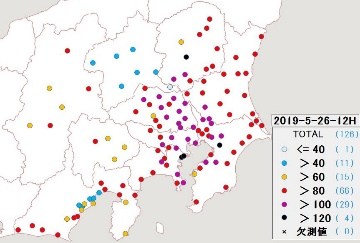 2019-5-26-12H
TOTAL (126)
<= 40 ( 1)
> 40 (11)
> 60 (15)
> 80 (66)
> 100 (29)
> 120 ( 4)
× 欠測値 ( 0)